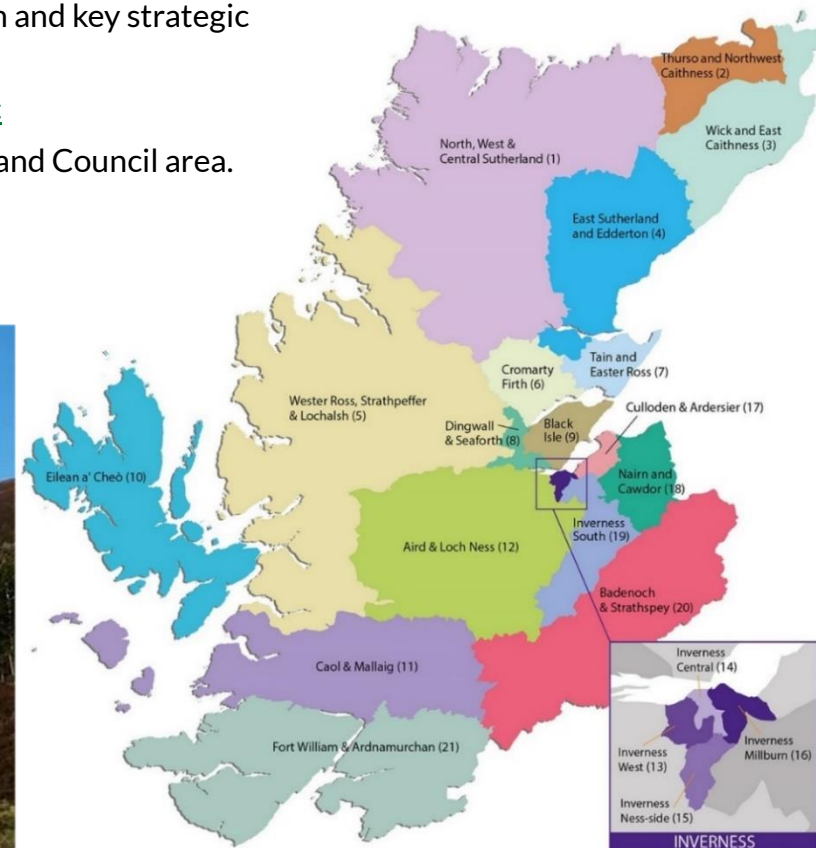 n and key strategic
and Council area.
Thurso and Northwest
Caithness (2)
North, West &
Central Sutherland (1)
Wick and East
Caithness (3)
East Sutherland
and Edderton (4)
Cromarty
Firth (6)
Tain and
Easter Ross (7)
Wester Ross, Strathpeffer
& Lochalsh (5)
Culloden & Ardersier (17)
Dingwall
& Seaforth (8)
Black
Isle (9)
Eilean a' Cheò (10)
Nairn and
Cawdor (18)
Inverness
South (19)
Aird & Loch Ness (12)
Badenoch
& Strathspey (20)
Caol & Mallaig (11)
Fort William & Ardnamurchan (21)
Inverness
Central (14)
Inverness
West (13)
Inverness
Millburn (16)
Inverness
Ness-side (15)
INVERNESS